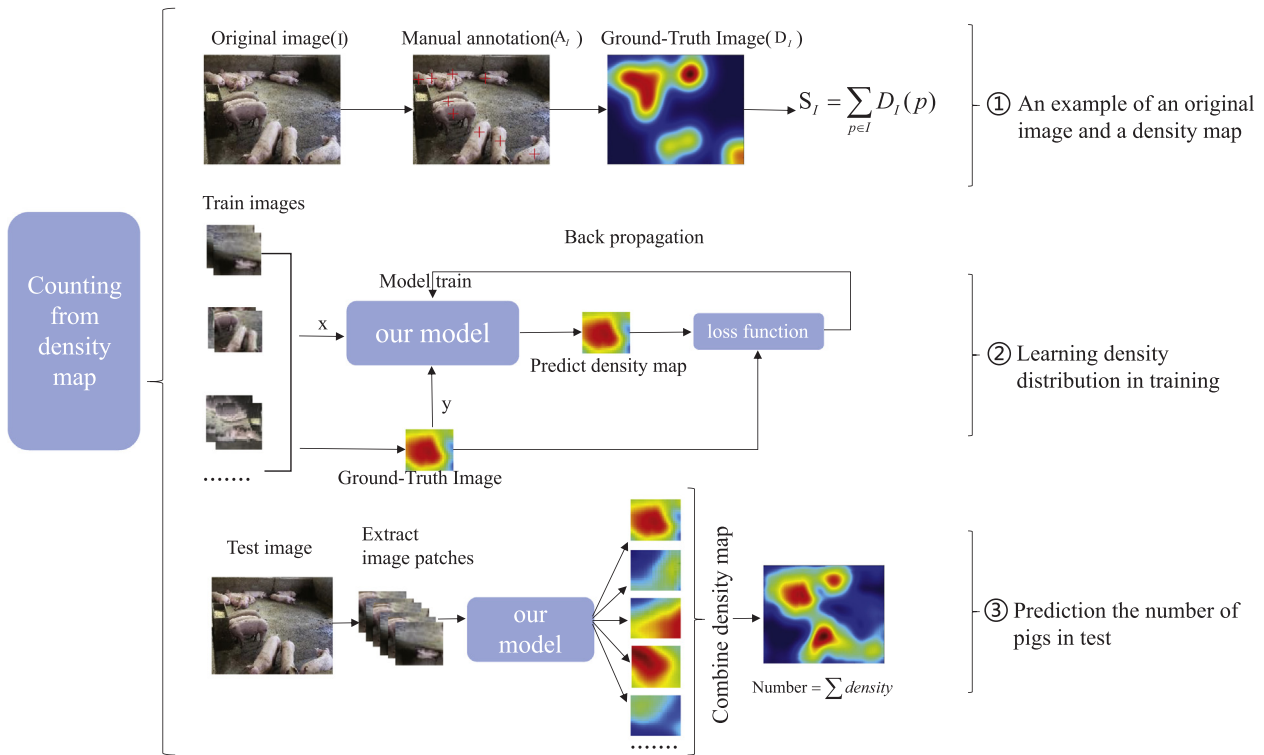 Counting
from
density
map
Original image(I)
Manual annotation(A_I)
Ground-Truth Image(D_I)
S_I = ∑_{p∈I} D_I(p)
① An example of an original
image and a density map
Train images
Back propagation
Model train
x
our model
loss function
Predict density map
y
Ground-Truth Image
.......
② Learning density
distribution in training
Test image
Extract
image patches
our
model
.......
Combine density map
Number = ∑ density
③ Prediction the number of
pigs in test